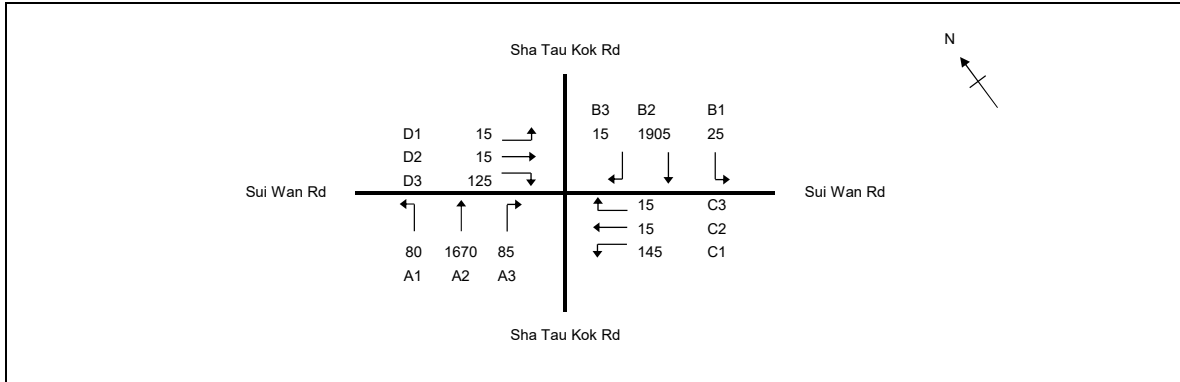 Sha Tau Kok Rd
N
B3 B2 B1
D1 15 15 1905 25
D2 15
D3 125
Sui Wan Rd Sui Wan Rd
15 C3
15 C2
80 1670 85 145 C1
A1 A2 A3
Sha Tau Kok Rd